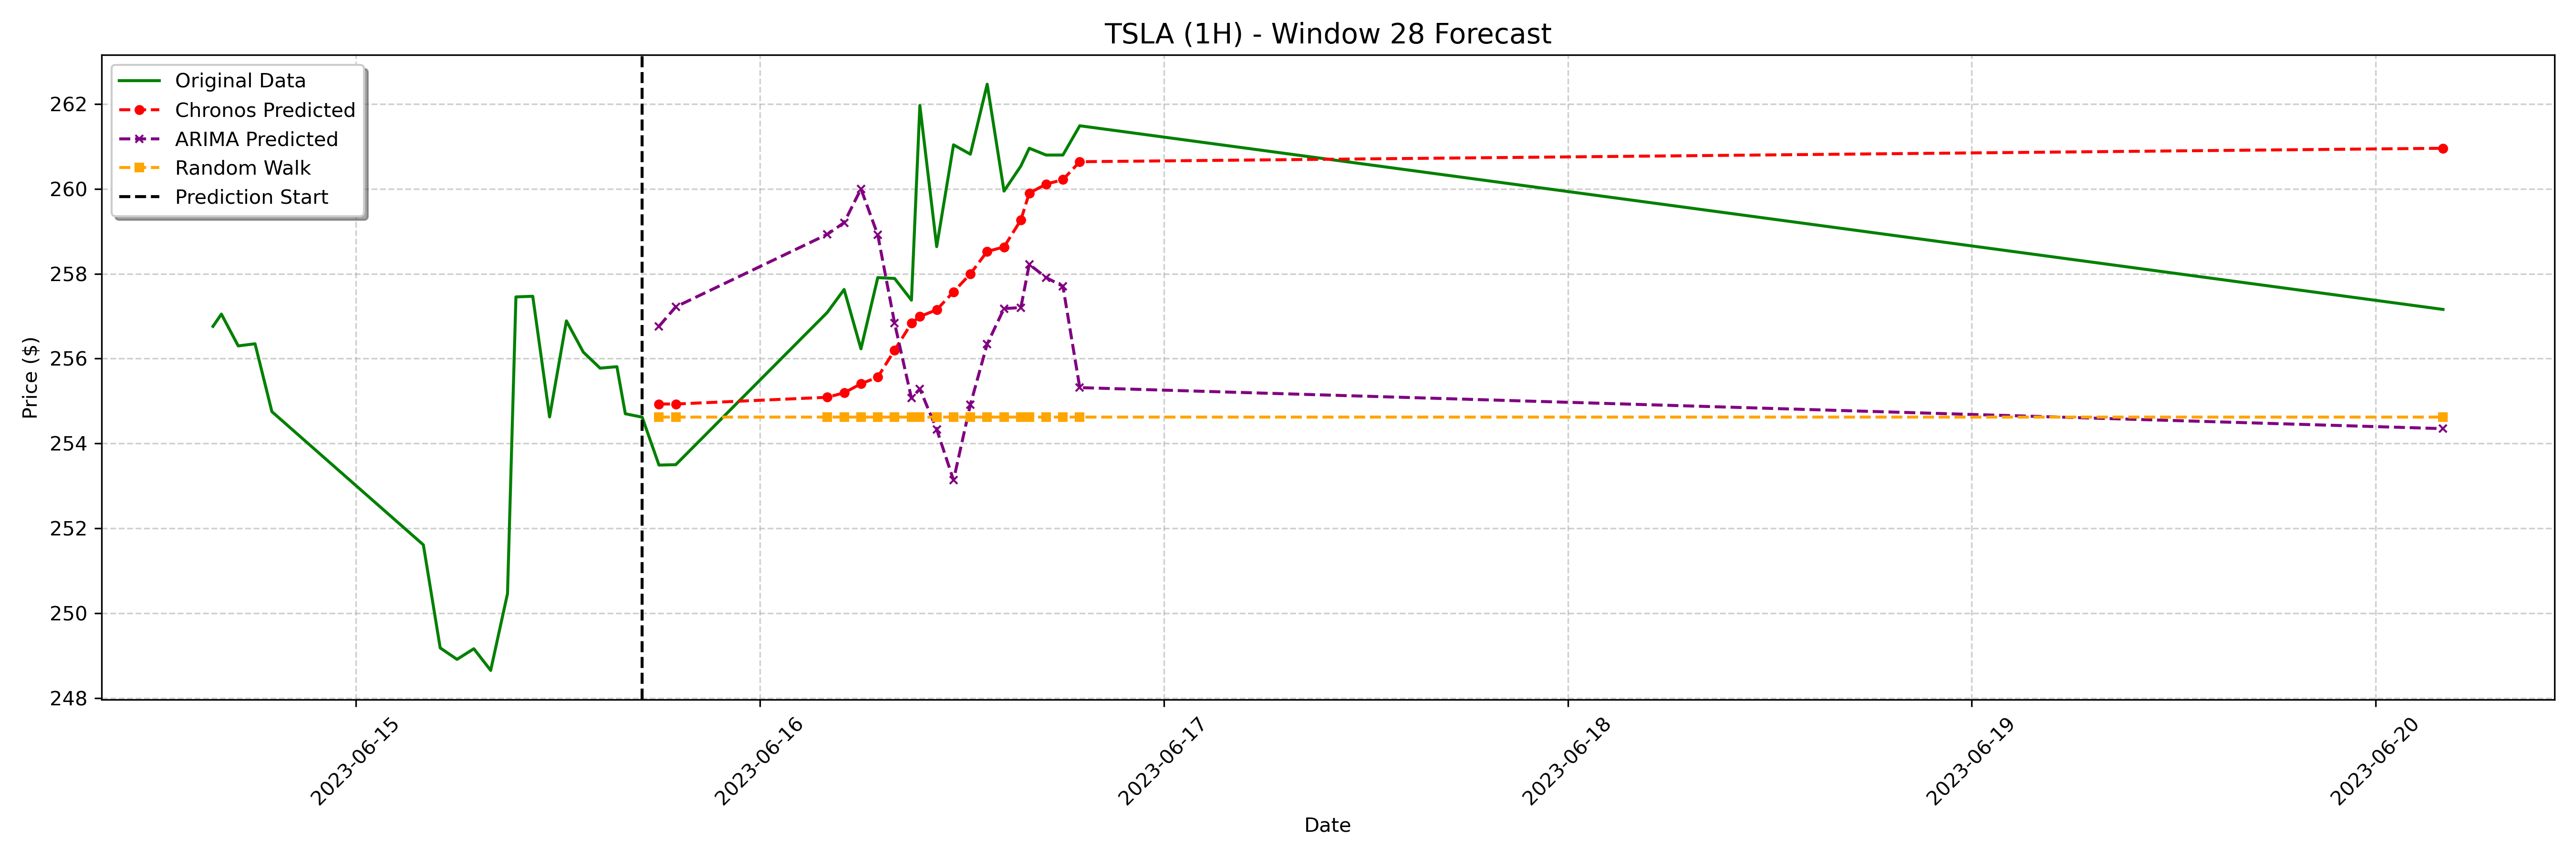 TSLA (1H) - Window 28 Forecast
Original Data
Chronos Predicted
ARIMA Predicted
Random Walk
Prediction Start
Price ($)
262
260
258
256
254
252
250
248
2023-06-15
2023-06-16
2023-06-17
2023-06-18
2023-06-19
2023-06-20
Date